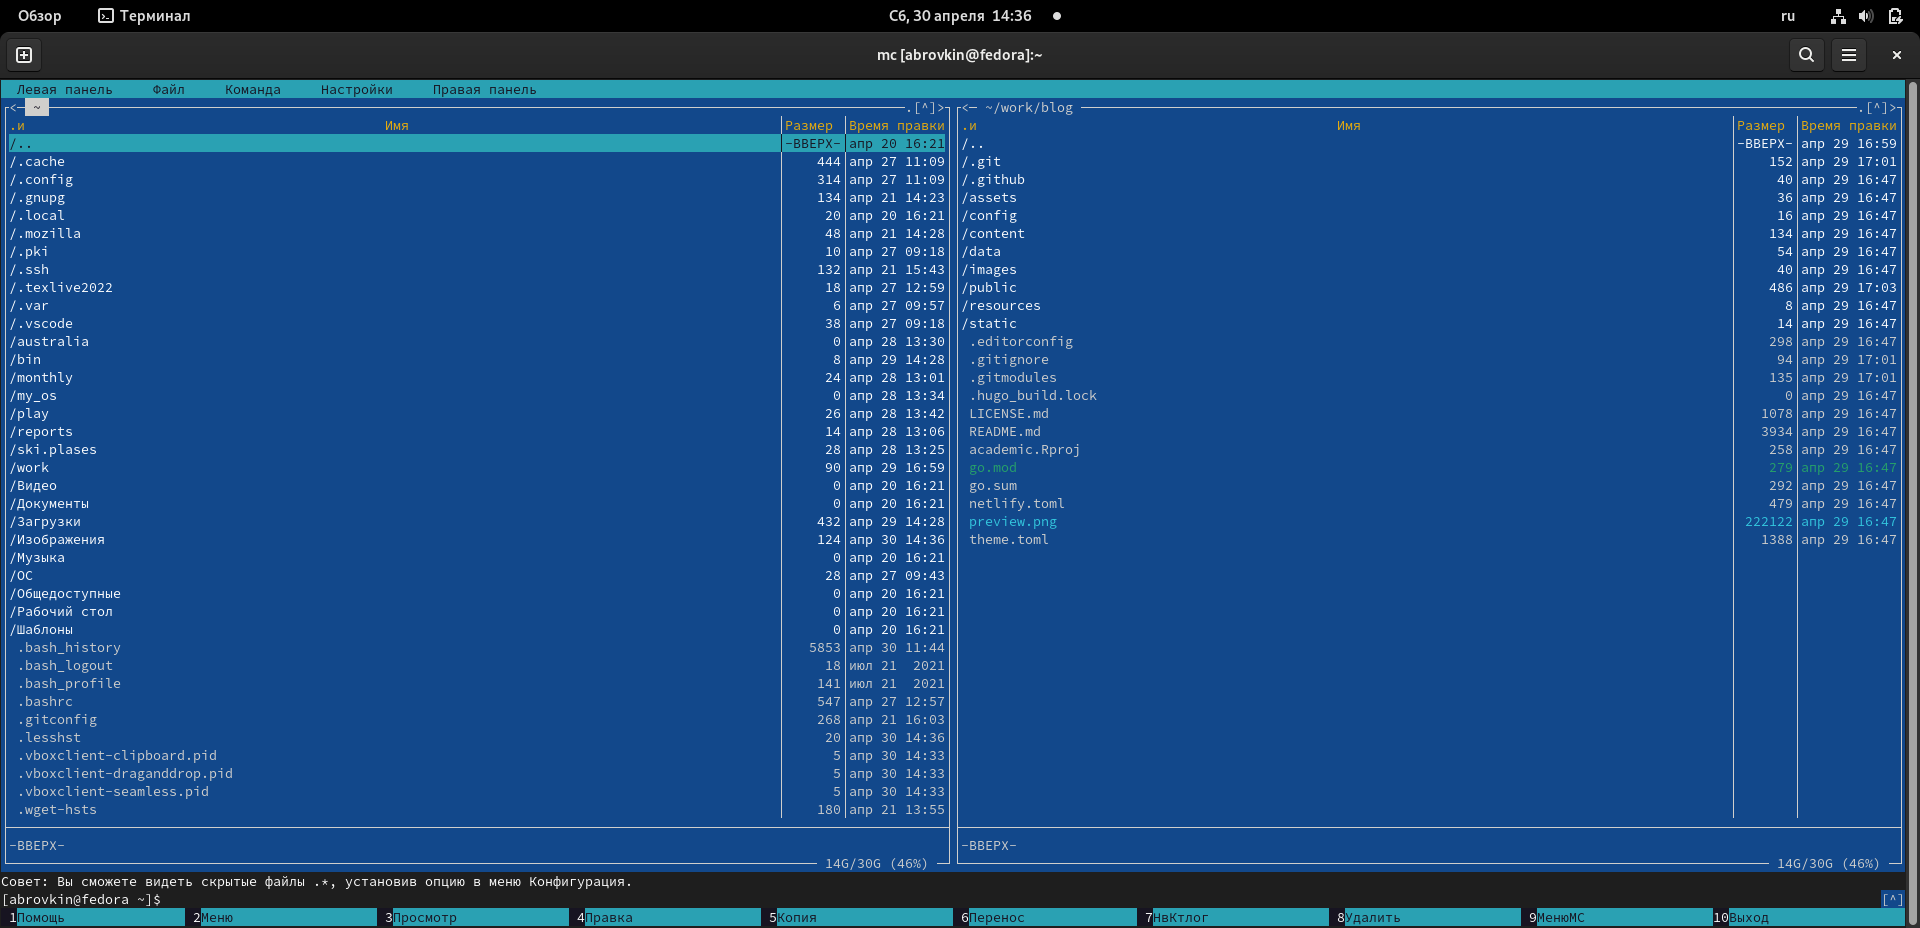 Обзор Терминал Сб, 30 апреля 14:36 ru
mc [abrovkin@fedora]:~
Левая панель Файл Команда Настройки Правая панель
<─ ~ .[^]> <─ ~/work/blog .[^]>
.и Имя Размер Время правки .и Имя Размер Время правки
/.. -ВВЕРХ- апр 20 16:21 /.. -ВВЕРХ- апр 29 16:59
/.cache 444 апр 27 11:09 /.git 152 апр 29 17:01
/.config 314 апр 27 11:09 /.github 40 апр 29 16:47
/.gnupg 134 апр 21 14:23 /assets 36 апр 29 16:47
/.local 20 апр 20 16:21 /config 16 апр 29 16:47
/.mozilla 48 апр 21 14:28 /content 134 апр 29 16:47
/.pki 10 апр 27 09:18 /data 54 апр 29 16:47
/.ssh 132 апр 21 15:43 /images 40 апр 29 16:47
/.texlive2022 18 апр 27 12:59 /public 486 апр 29 17:03
/.var 6 апр 27 09:57 /resources 8 апр 29 16:47
/.vscode 38 апр 27 09:18 /static 14 апр 29 16:47
/australia 0 апр 28 13:30 .editorconfig 298 апр 29 16:47
/bin 8 апр 29 14:28 .gitignore 94 апр 29 17:01
/monthly 24 апр 28 13:01 .gitmodules 135 апр 29 17:01
/my_os 0 апр 28 13:34 .hugo_build.lock 0 апр 29 16:47
/play 26 апр 28 13:42 LICENSE.md 1078 апр 29 16:47
/reports 14 апр 28 13:06 README.md 3934 апр 29 16:47
/ski.plases 28 апр 28 13:25 academic.Rproj 258 апр 29 16:47
/work 90 апр 29 16:59 go.mod 279 апр 29 16:47
/Видео 0 апр 20 16:21 go.sum 292 апр 29 16:47
/Документы 0 апр 20 16:21 netlify.toml 479 апр 29 16:47
/Загрузки 432 апр 29 14:28 preview.png 222122 апр 29 16:47
/Изображения 124 апр 30 14:36 theme.toml 1388 апр 29 16:47
/Музыка 0 апр 20 16:21
/ОС 28 апр 27 09:43
/Общедоступные 0 апр 20 16:21
/Рабочий стол 0 апр 20 16:21
/Шаблоны 0 апр 20 16:21
.bash_history 5853 апр 30 11:44
.bash_logout 18 июл 21 2021
.bash_profile 141 июл 21 2021
.bashrc 547 апр 27 12:57
.gitconfig 268 апр 21 16:03
.lesshst 20 апр 30 14:36
.vboxclient-clipboard.pid 5 апр 30 14:33
.vboxclient-draganddrop.pid 5 апр 30 14:33
.vboxclient-seamless.pid 5 апр 30 14:33
.wget-hsts 180 апр 21 13:55
-ВВЕРХ- -ВВЕРХ-
14G/30G (46%) 14G/30G (46%)
Совет: Вы сможете видеть скрытые файлы .*, установив опцию в меню Конфигурация.
[abrovkin@fedora ~]$ [^]
1Помощь 2Меню 3Просмотр 4Правка 5Копия 6Перенос 7НвКтлог 8Удалить 9МенюМС 10Выход